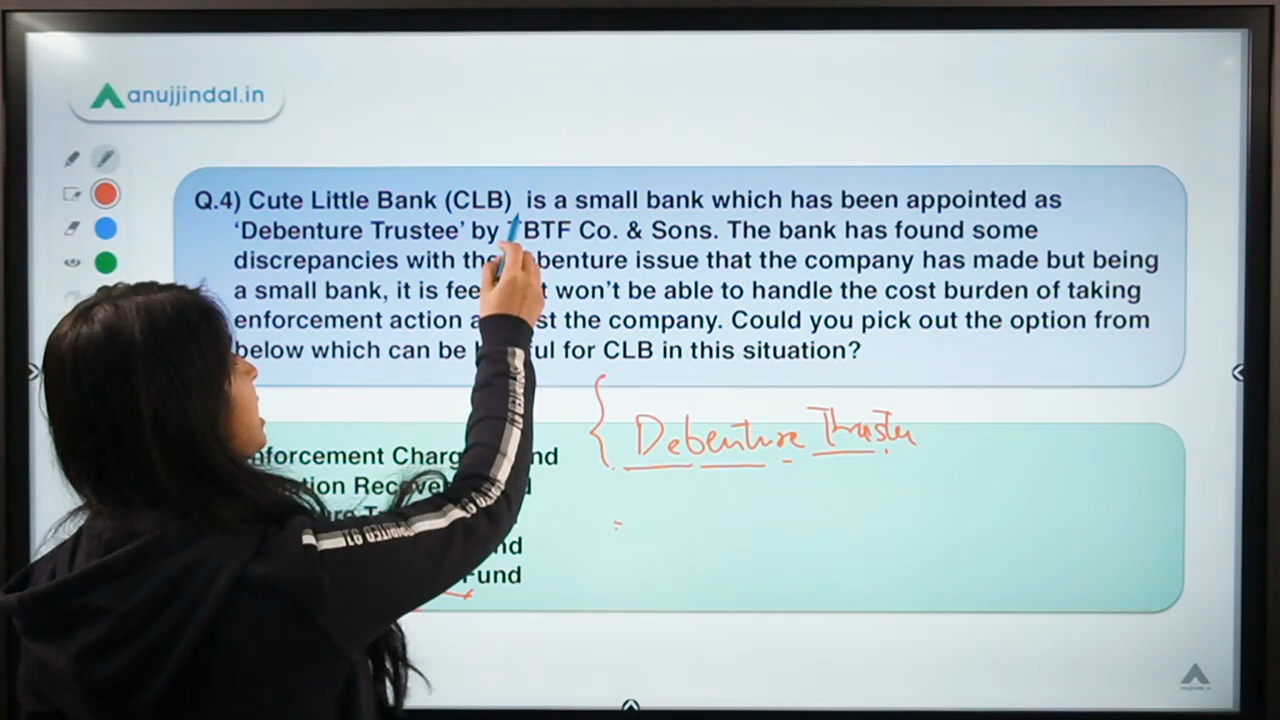 anujjindal.in
Q.4) Cute Little Bank (CLB) is a small bank which has been appointed as
‘Debenture Trustee’ by TBTF Co. & Sons. The bank has found some
discrepancies with the benture issue that the company has made but being
a small bank, it is fee t won’t be able to handle the cost burden of taking
enforcement action a st the company. Could you pick out the option from
below which can be ul for CLB in this situation?
Debenture Trustee
nforcement Charg nd
tion Recove
ure T
nd
Fund